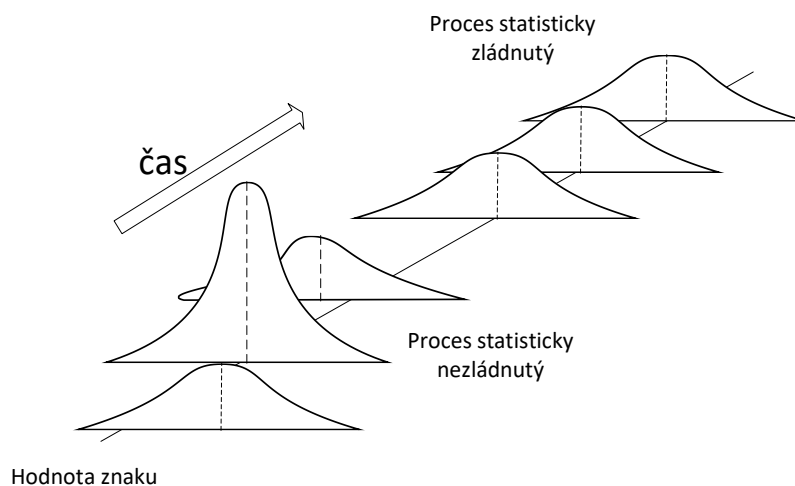 Proces statisticky
zládnutý
čas
Proces statisticky
nezládnutý
Hodnota znaku